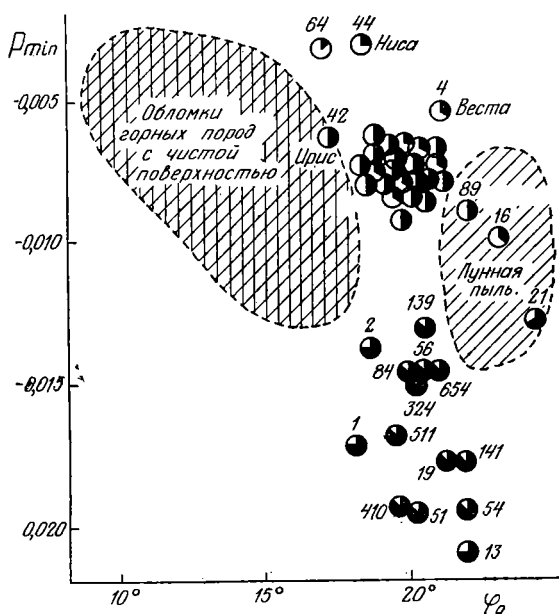 64
44
Ниса
Pmin
-0,005
4
Веста
Обломки
горных пород
с чистой
поверхностью
42
Ирис
89
16
-0,010
Лунная
пыль.
21
139
2
56
84
654
-0,015
324
1
511
19
141
410
51
54
0,020
13
10°
15°
20°
φ₀